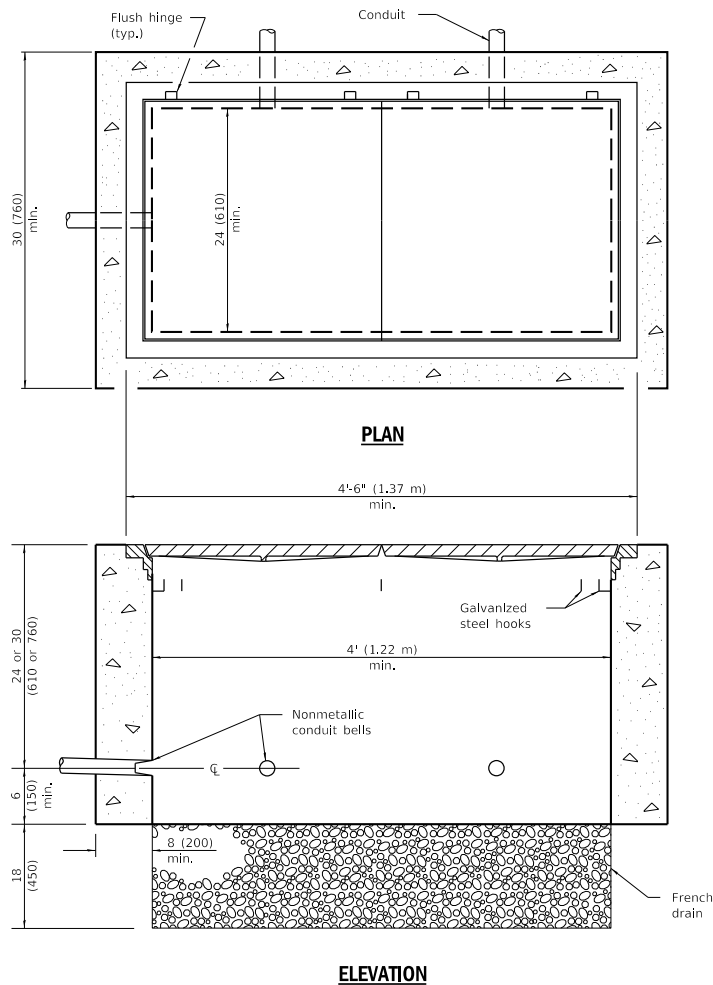 Flush hinge
(typ.)
Conduit
30 (760)
min.
24 (610)
min.
PLAN
4'-6" (1.37 m)
min.
24 or 30
(610 or 760)
Galvanized
steel hooks
4' (1.22 m)
min.
Nonmetallic
conduit bells
℄
6
(150)
min.
8 (200)
min.
18
(450)
French
drain
ELEVATION